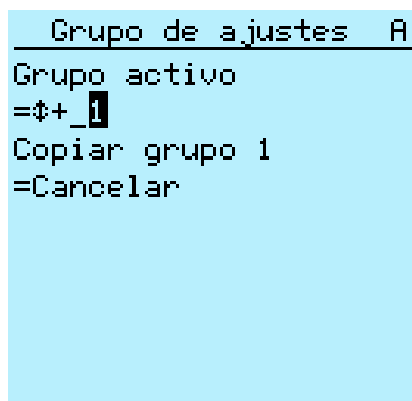 Grupo de ajustes A
Grupo activo
=↕+_1
Copiar grupo 1
=Cancelar